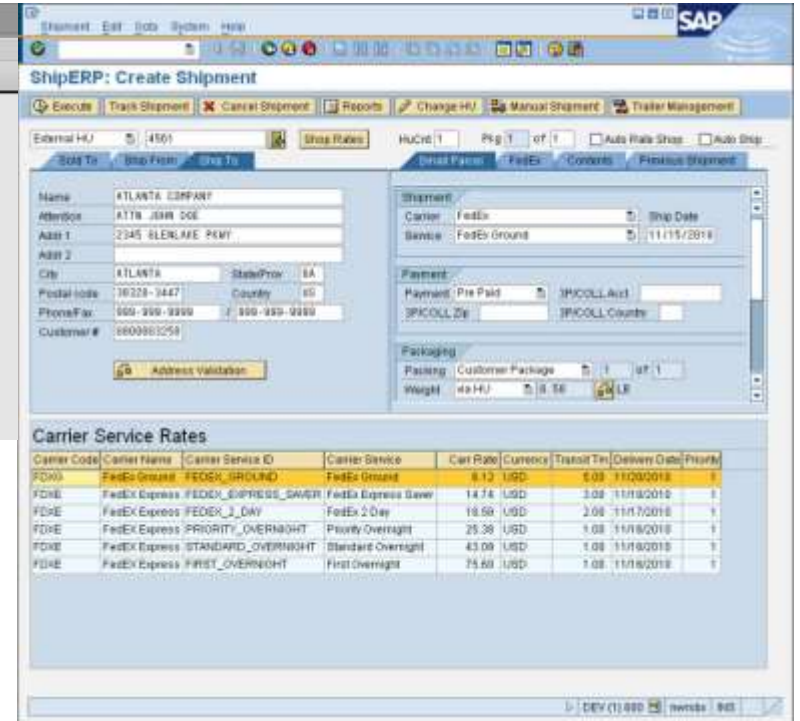 Shipment Edit Goto System Help
SAP
ShipERP: Create Shipment
Execute Track Shipment Cancel Shipment Reports Change HU Manual Shipment Trailer Management
External HU 4561 Shop Rates HuCnt 1 Pkg 1 of 1 Auto Rate Shop Auto Ship
Sold To Ship From Ship To Small Parcel FedEx Contents Previous Shipment
Name ATLANTA COMPANY
Attention ATTN JOHN DOE
Addr 1 2345 GLENLAKE PKWY
Addr 2
City ATLANTA State/Prov GA
Postal code 30328-3447 Country US
Phone/Fax 999-999-9999 / 999-999-9999
Customer #
Address Validation
Shipment
Carrier FedEx Ship Date
Service FedEx Ground 11/15/2010
Payment
Payment Pre Paid 3P/COLL Acct
3P/COLL Zip 3P/COLL Country
Packaging
Packing Customer Package 1 of 1
Weight via HU 0.50 LB
Carrier Service Rates
Carrier Code Carrier Name Carrier Service ID Carrier Service Carr Rate Currency Transit Tm Delivery Date Priority
FDXG FedEx Ground FEDEX_GROUND FedEx Ground 8.12 USD 5.00 11/20/2010 1
FDXE FedEX Express FEDEX_EXPRESS_SAVER FedEx Express Saver 14.74 USD 3.00 11/18/2010 1
FDXE FedEX Express FEDEX_2_DAY FedEx 2 Day 18.59 USD 2.00 11/17/2010 1
FDXE FedEX Express PRIORITY_OVERNIGHT Priority Overnight 25.38 USD 1.00 11/16/2010 1
FDXE FedEX Express STANDARD_OVERNIGHT Standard Overnight 43.09 USD 1.00 11/16/2010 1
FDXE FedEX Express FIRST_OVERNIGHT First Overnight 75.60 USD 1.00 11/16/2010 1
DEV (1) 800 INS